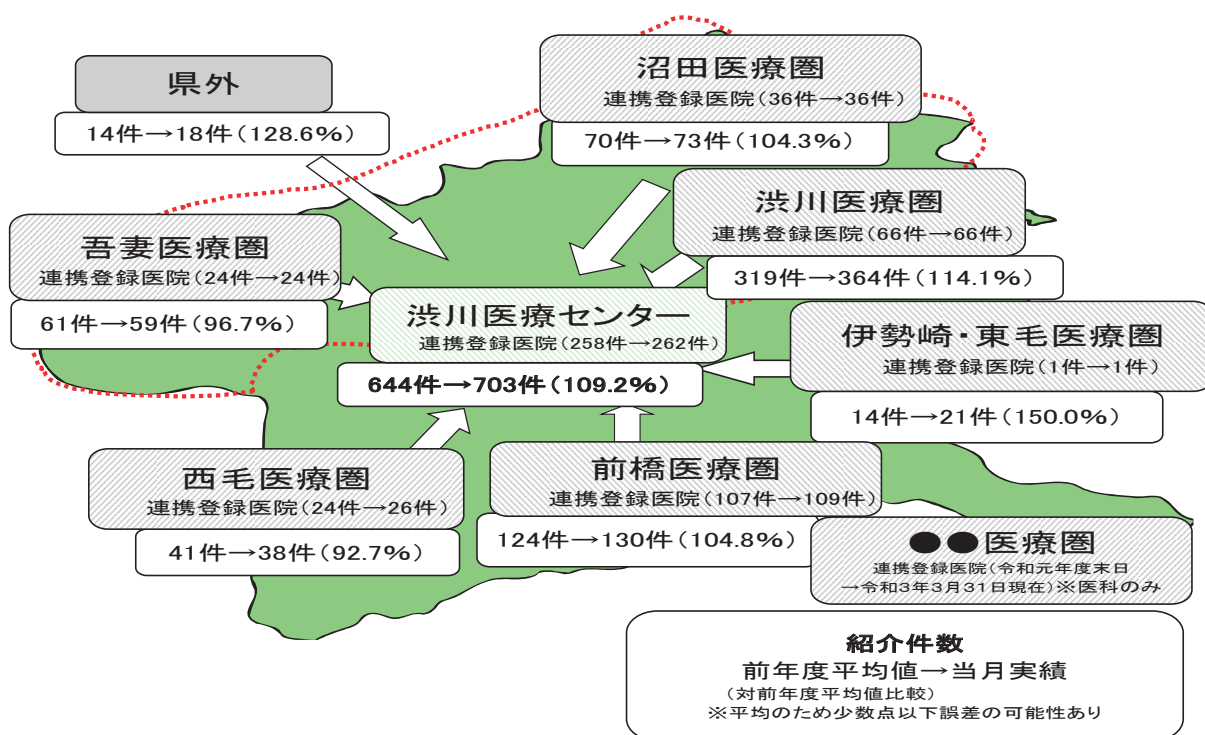 県外
14件→18件(128.6%)
沼田医療圏
連携登録医院(36件→36件)
70件→73件(104.3%)
渋川医療圏
連携登録医院(66件→66件)
319件→364件(114.1%)
吾妻医療圏
連携登録医院(24件→24件)
61件→59件(96.7%)
渋川医療センター
連携登録医院(258件→262件)
644件→703件(109.2%)
伊勢崎・東毛医療圏
連携登録医院(1件→1件)
14件→21件(150.0%)
西毛医療圏
連携登録医院(24件→26件)
41件→38件(92.7%)
前橋医療圏
連携登録医院(107件→109件)
124件→130件(104.8%)
●●医療圏
連携登録医院(令和元年度末日
→令和3年3月31日現在)※医科のみ
紹介件数
前年度平均値→当月実績
(対前年度平均値比較)
※平均のため少数点以下誤差の可能性あり